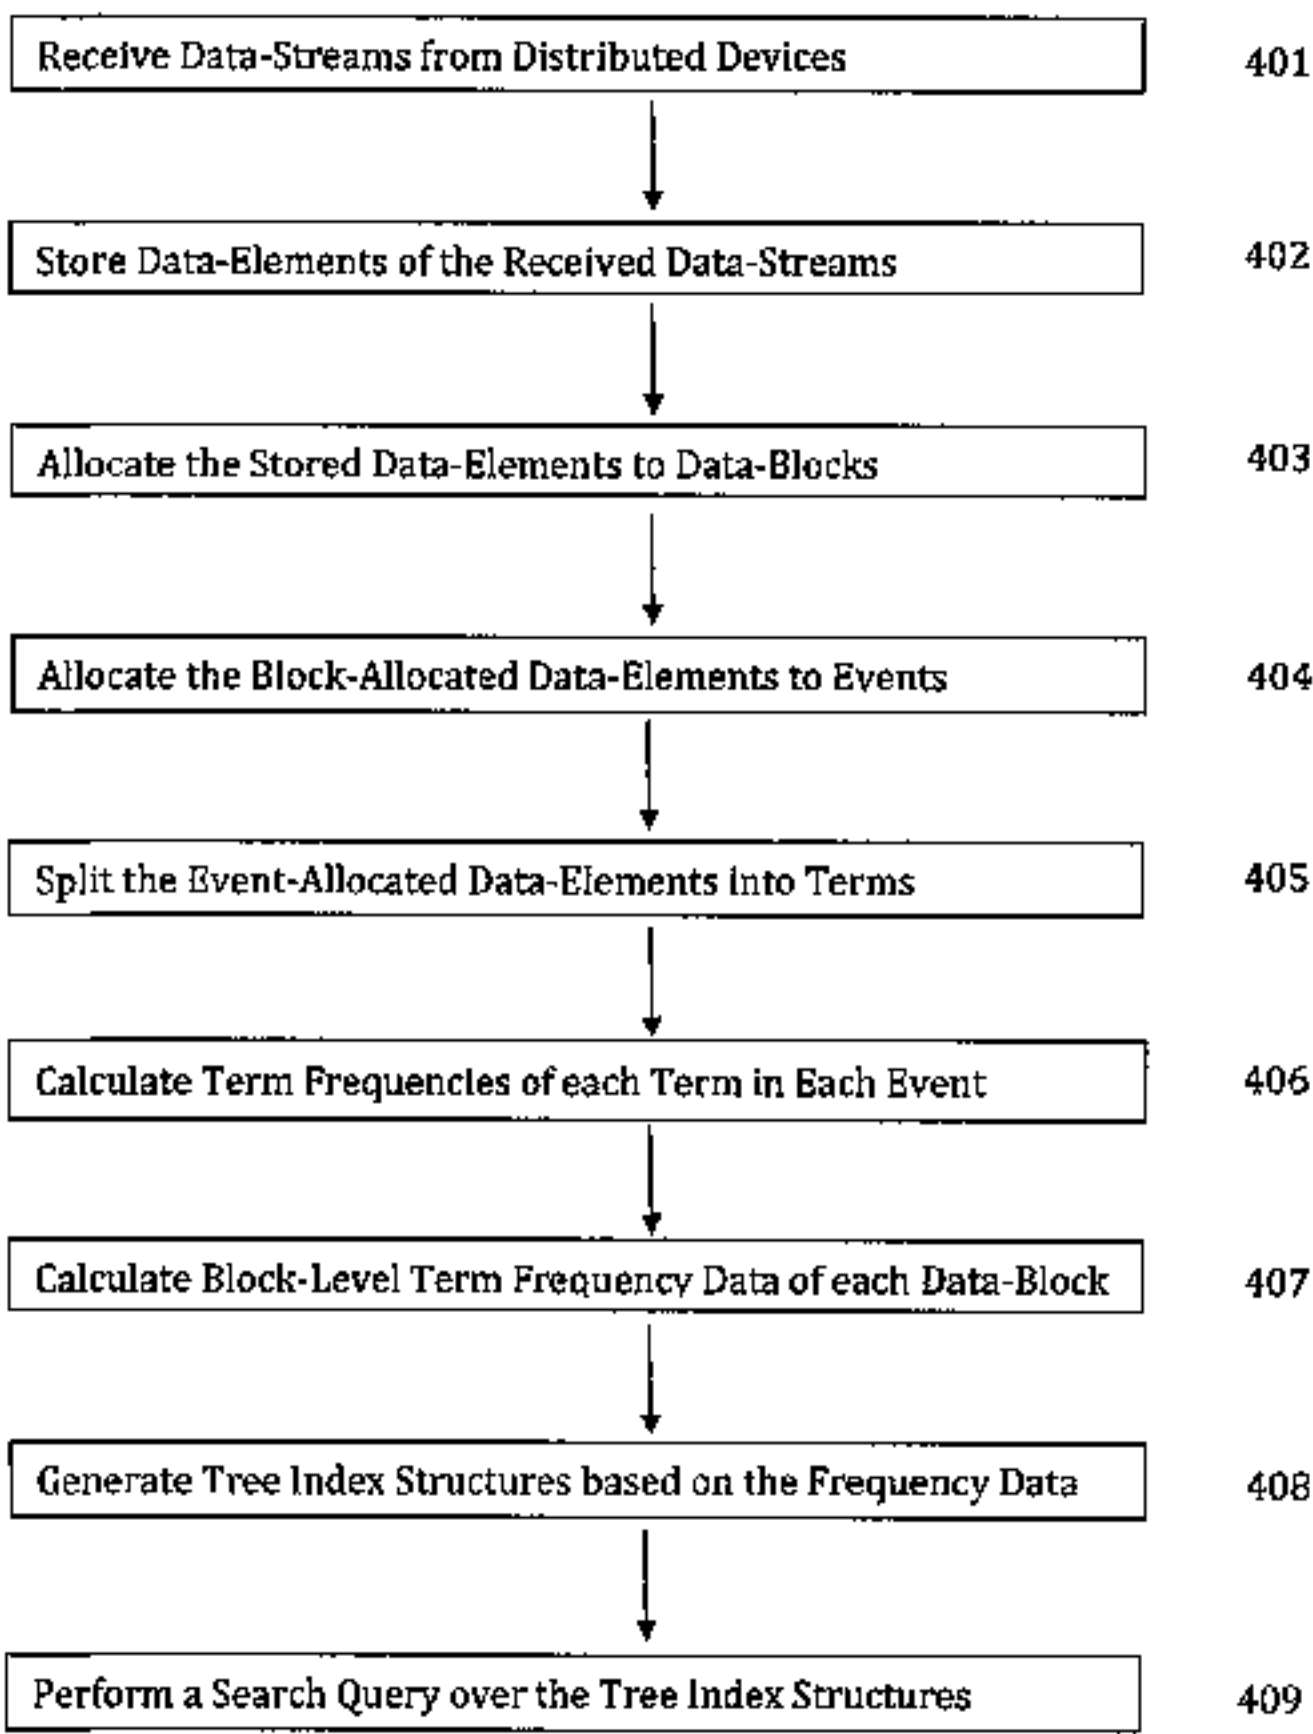 Receive Data-Streams from Distributed Devices 401
Store Data-Elements of the Received Data-Streams 402
Allocate the Stored Data-Elements to Data-Blocks 403
Allocate the Block-Allocated Data-Elements to Events 404
Split the Event-Allocated Data-Elements into Terms 405
Calculate Term Frequencies of each Term in Each Event 406
Calculate Block-Level Term Frequency Data of each Data-Block 407
Generate Tree Index Structures based on the Frequency Data 408
Perform a Search Query over the Tree Index Structures 409